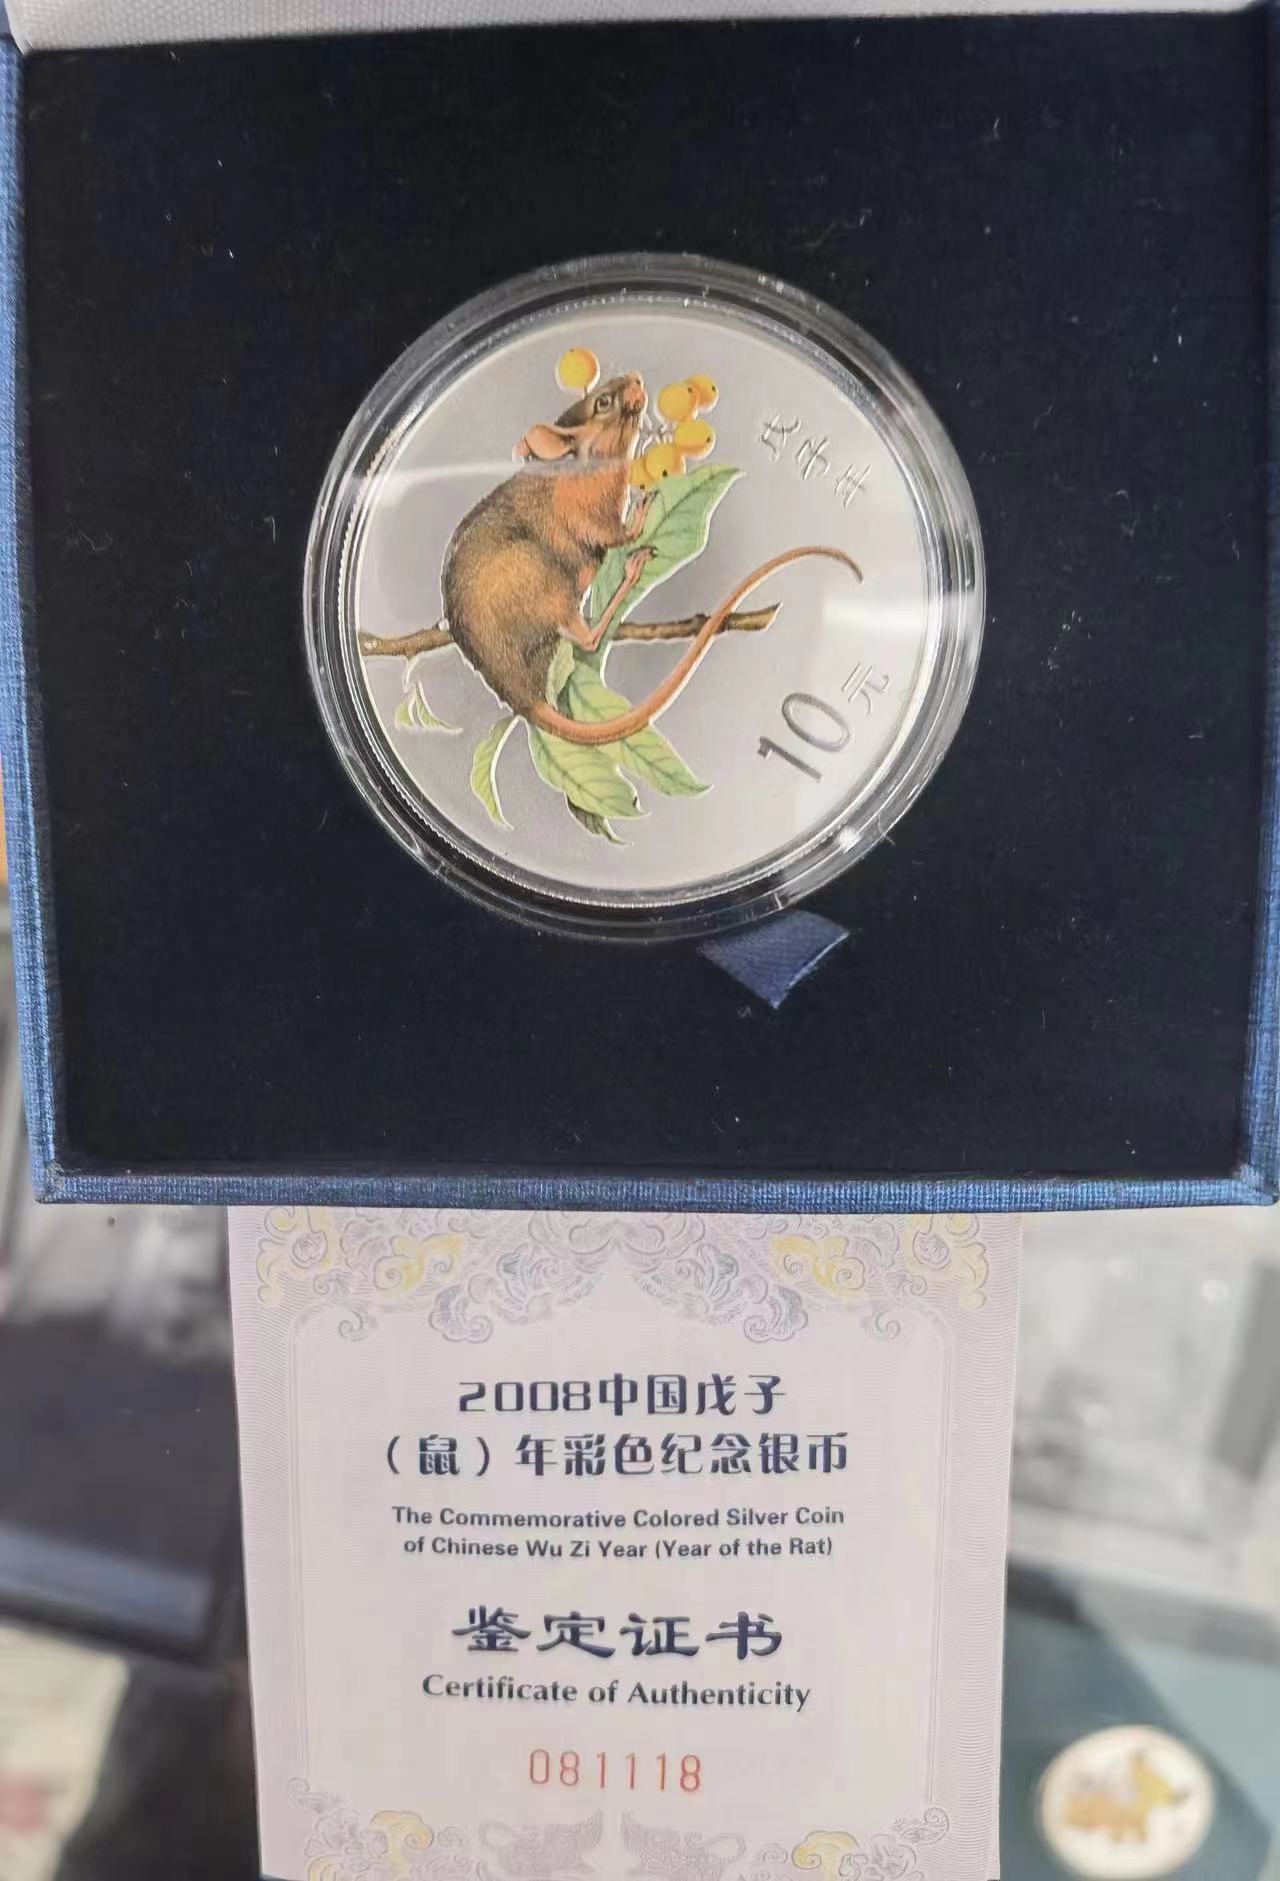 戊子年
10元
2008中国戊子
（鼠）年彩色纪念银币
The Commemorative Colored Silver Coin
of Chinese Wu Zi Year (Year of the Rat)
鉴定证书
Certificate of Authenticity
081118